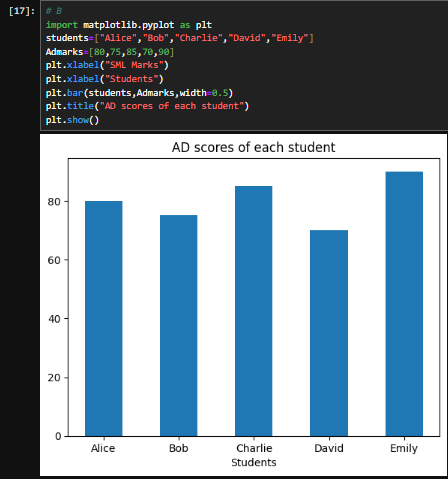 [17]: # B
import matplotlib.pyplot as plt
students=["Alice","Bob","Charlie","David","Emily"]
Admarks=[80,75,85,70,90]
plt.xlabel("SML Marks")
plt.xlabel("Students")
plt.bar(students,Admarks,width=0.5)
plt.title("AD scores of each student")
plt.show()
AD scores of each student
80
60
40
20
0
Alice Bob Charlie David Emily
Students